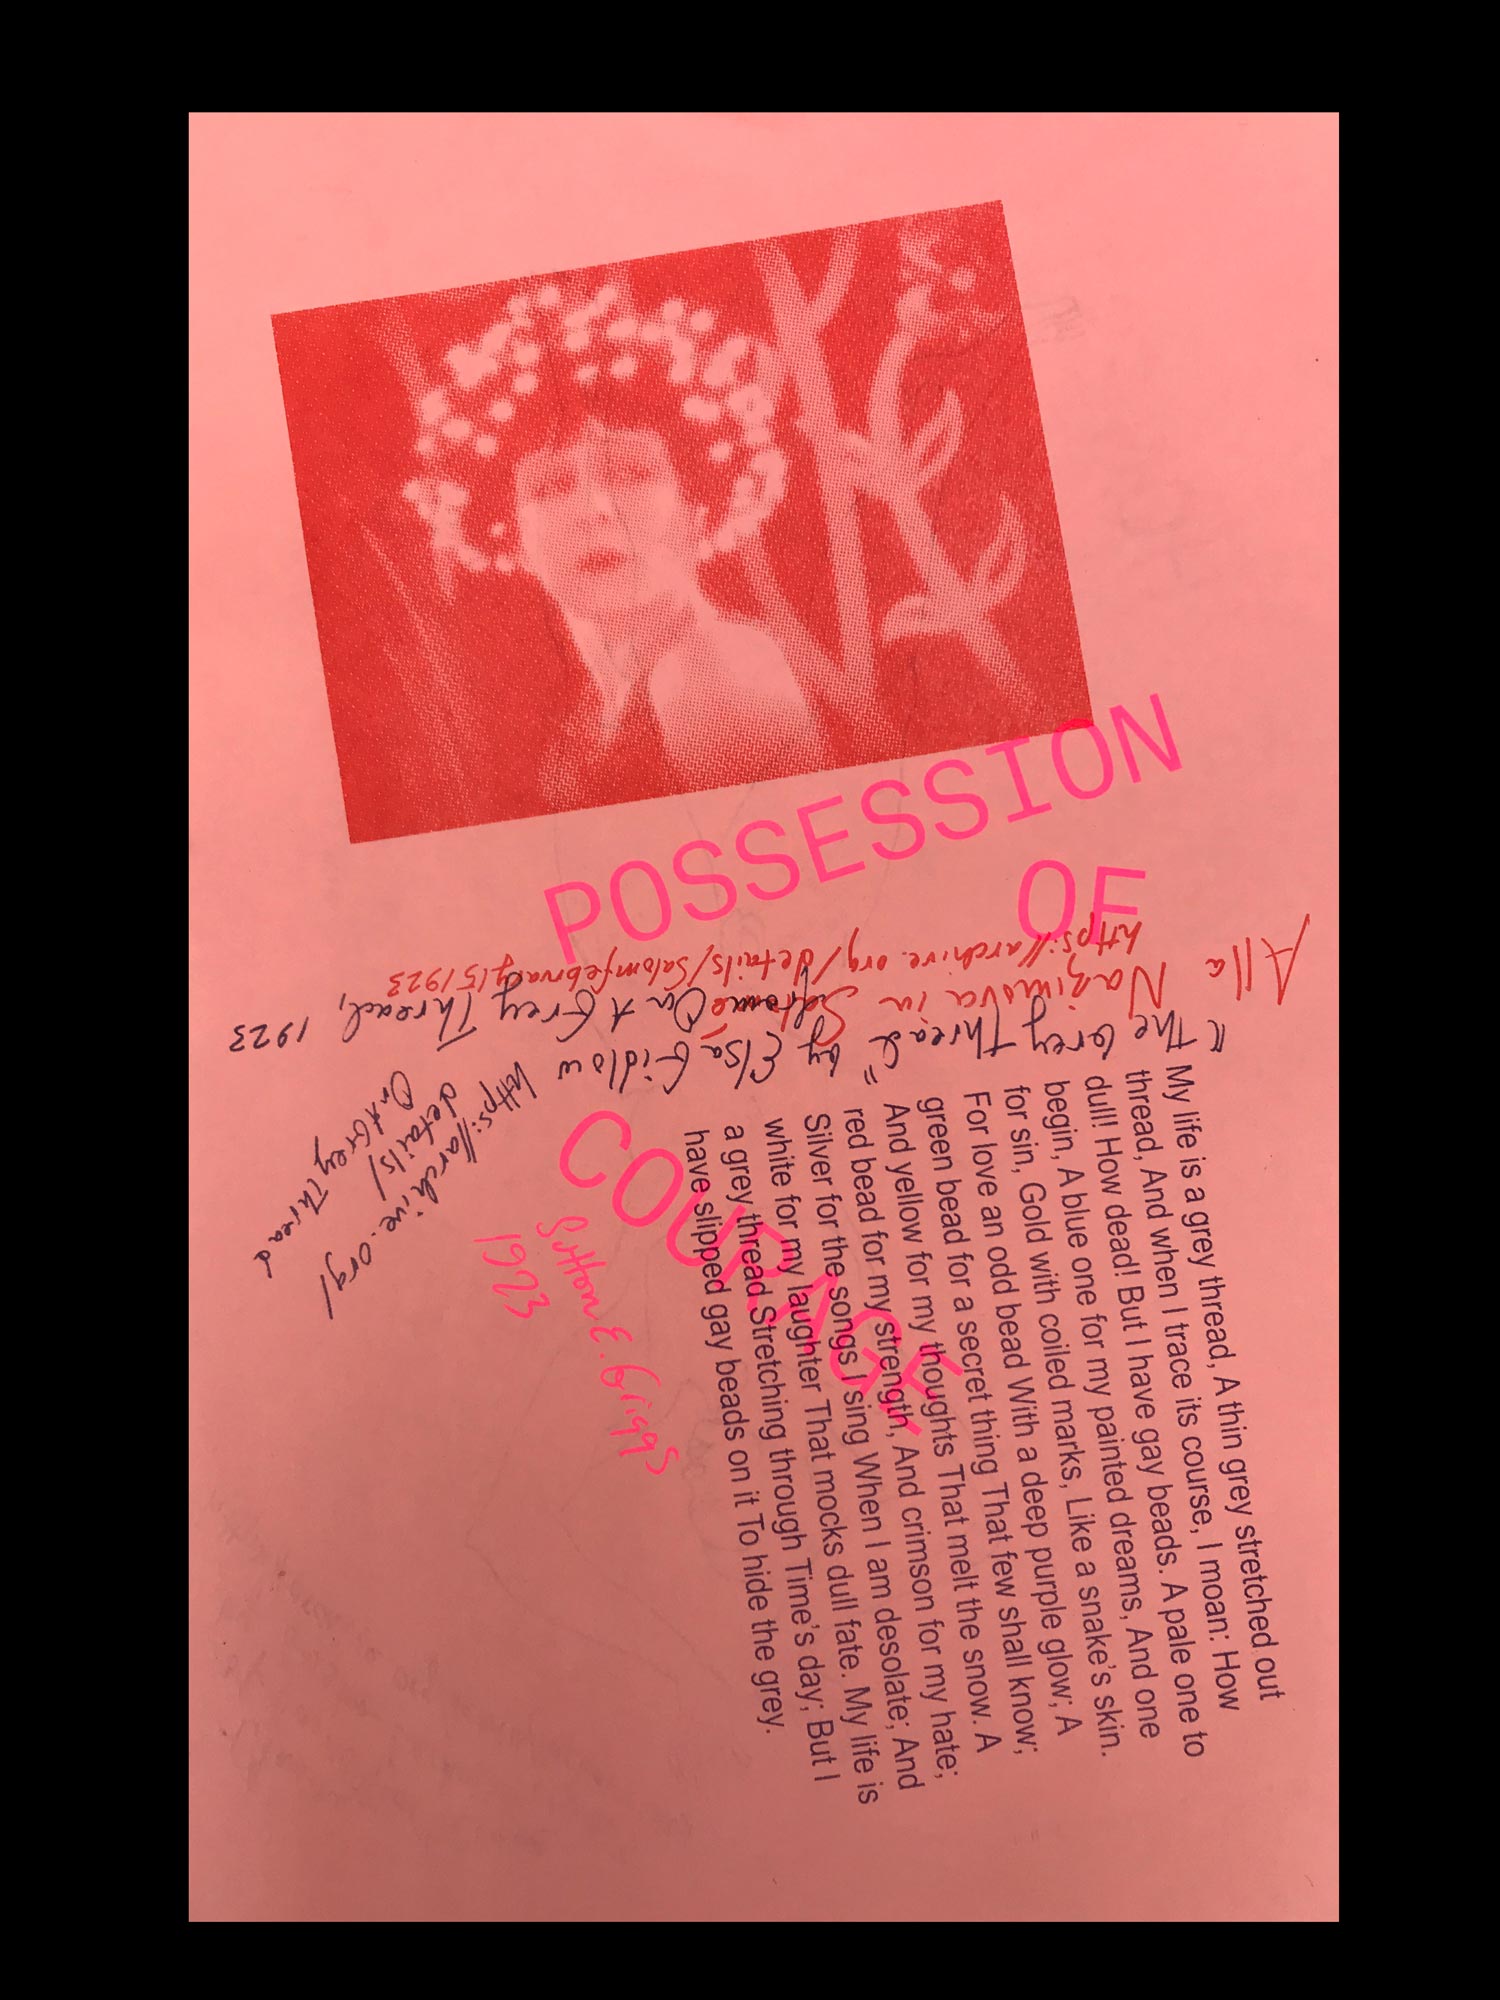 POSSESSION
OF
COURAGE
Alla
Nazimova in Salome,
https://archive.org/details/Salomfebruary151923
"The Grey Thread" by Elsa Gidlow
On A Grey Thread, 1923
https://archive.org/
details/
OnAGreyThread
My life is a grey thread, A thin grey stretched out
thread, And when I trace its course, I moan: How
dull! How dead! But I have gay beads. A pale one to
begin, A blue one for my painted dreams, And one
for sin, Gold with coiled marks, Like a snake's skin.
For love an odd bead With a deep purple glow; A
green bead for a secret thing That few shall know;
And yellow for my thoughts That melt the snow. A
red bead for my strength, And crimson for my hate;
Silver for the songs I sing When I am desolate; And
white for my laughter That mocks dull fate. My life is
a grey thread Stretching through Time's day; But I
have slipped gay beads on it To hide the grey.
Sutton E. Griggs
1923